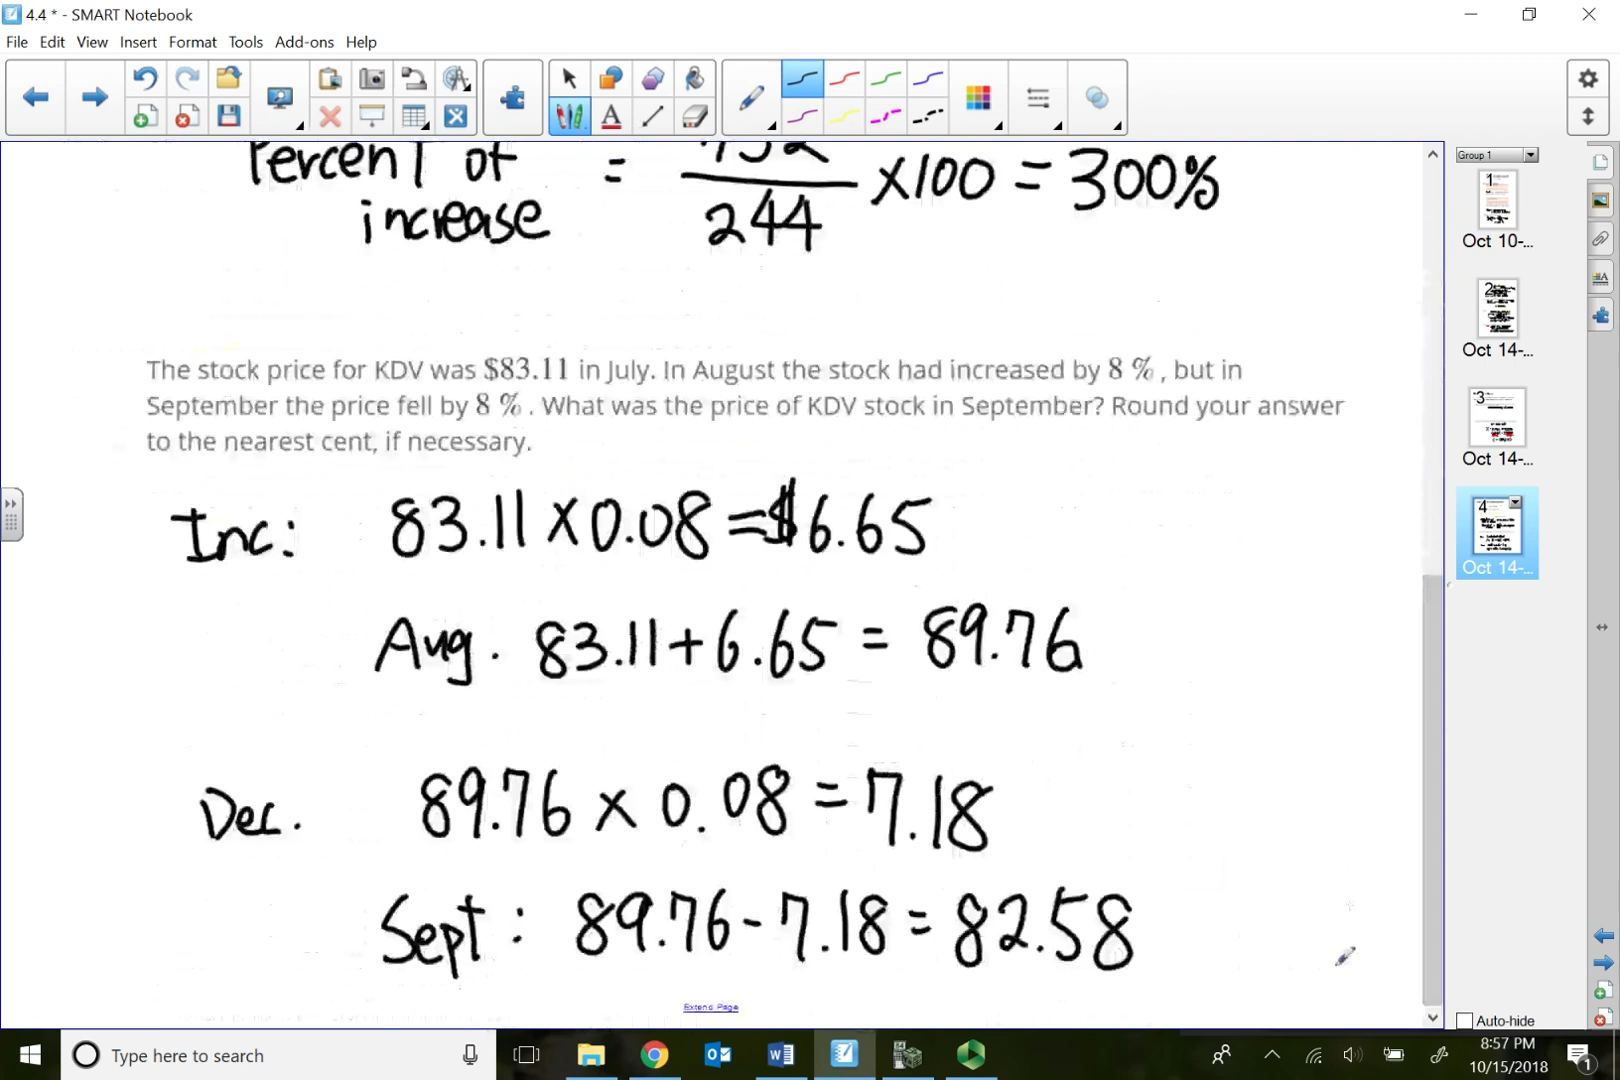 4.4 * - SMART Notebook
File Edit View Insert Format Tools Add-ons Help
Group 1
Percent of increase = 732/244 X100 = 300%
The stock price for KDV was $83.11 in July. In August the stock had increased by 8 % , but in
September the price fell by 8 % . What was the price of KDV stock in September? Round your answer
to the nearest cent, if necessary.
Inc: 83.11 X 0.08 = $6.65
Aug. 83.11 + 6.65 = 89.76
Dec. 89.76 x 0.08 = 7.18
Sept : 89.76 - 7.18 = 82.58
Extend Page
1
Oct 10-...
2
Oct 14-...
3
Oct 14-...
4
Oct 14-...
Auto-hide
Type here to search
8:57 PM
10/15/2018
1